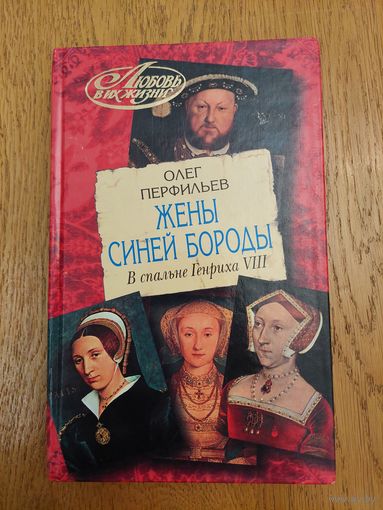 ЛЮБОВЬ
В ИХ ЖИЗНИ
ОЛЕГ
ПЕРФИЛЬЕВ
ЖЕНЫ
СИНЕЙ БОРОДЫ
В спальне Генриха VIII